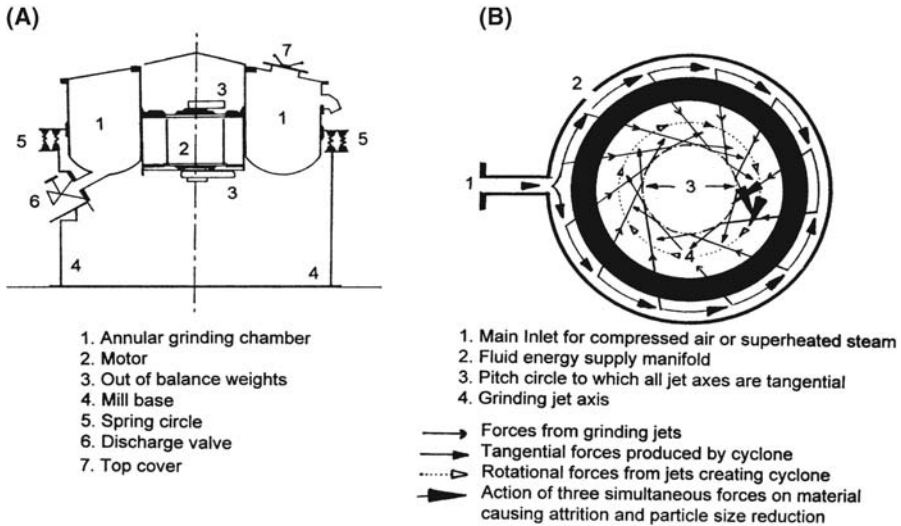 (A)
(B)
7
3
2
1
1
5
5
2
6
3
1
3
4
4
4
1. Annular grinding chamber
2. Motor
3. Out of balance weights
4. Mill base
5. Spring circle
6. Discharge valve
7. Top cover
1. Main Inlet for compressed air or superheated steam
2. Fluid energy supply manifold
3. Pitch circle to which all jet axes are tangential
4. Grinding jet axis
Forces from grinding jets
Tangential forces produced by cyclone
Rotational forces from jets creating cyclone
Action of three simultaneous forces on material
causing attrition and particle size reduction